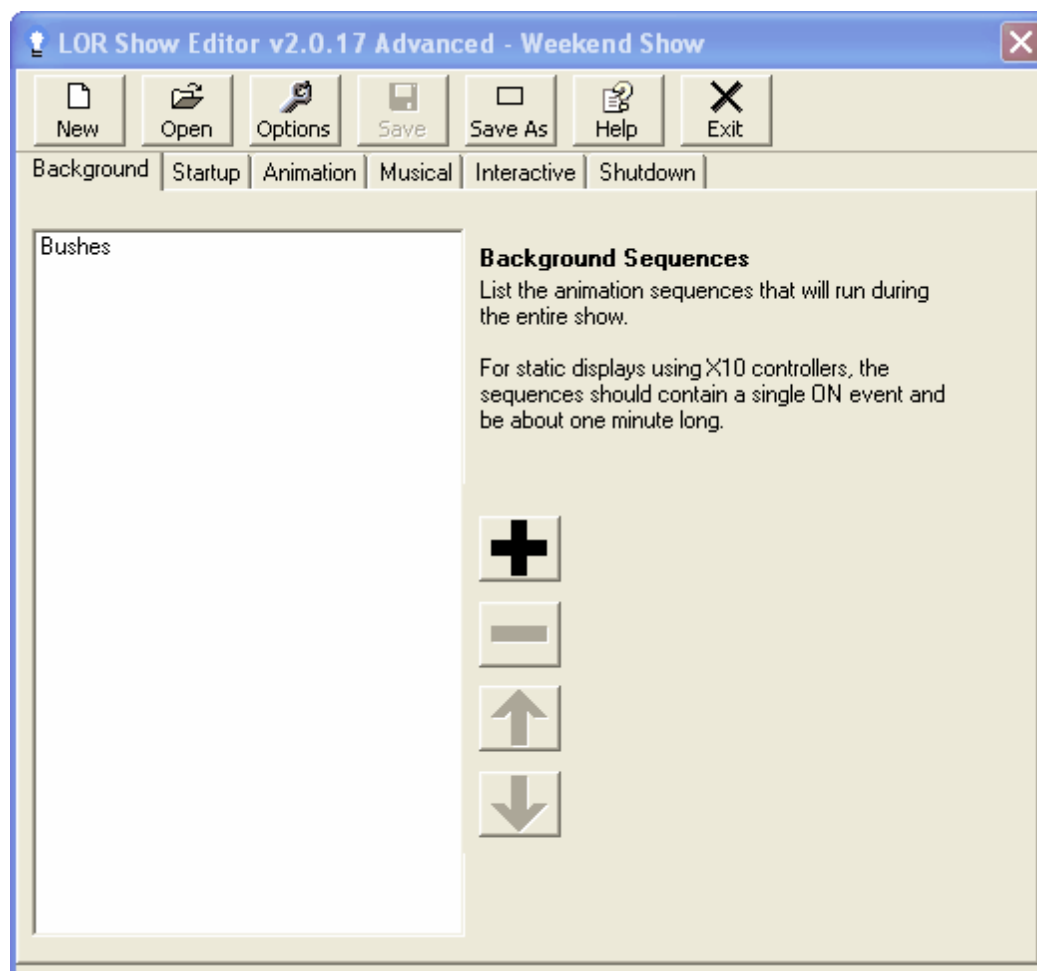 LOR Show Editor v2.0.17 Advanced - Weekend Show
New Open Options Save Save As Help Exit
Background Startup Animation Musical Interactive Shutdown
Bushes
Background Sequences
List the animation sequences that will run during
the entire show.
For static displays using X10 controllers, the
sequences should contain a single ON event and
be about one minute long.